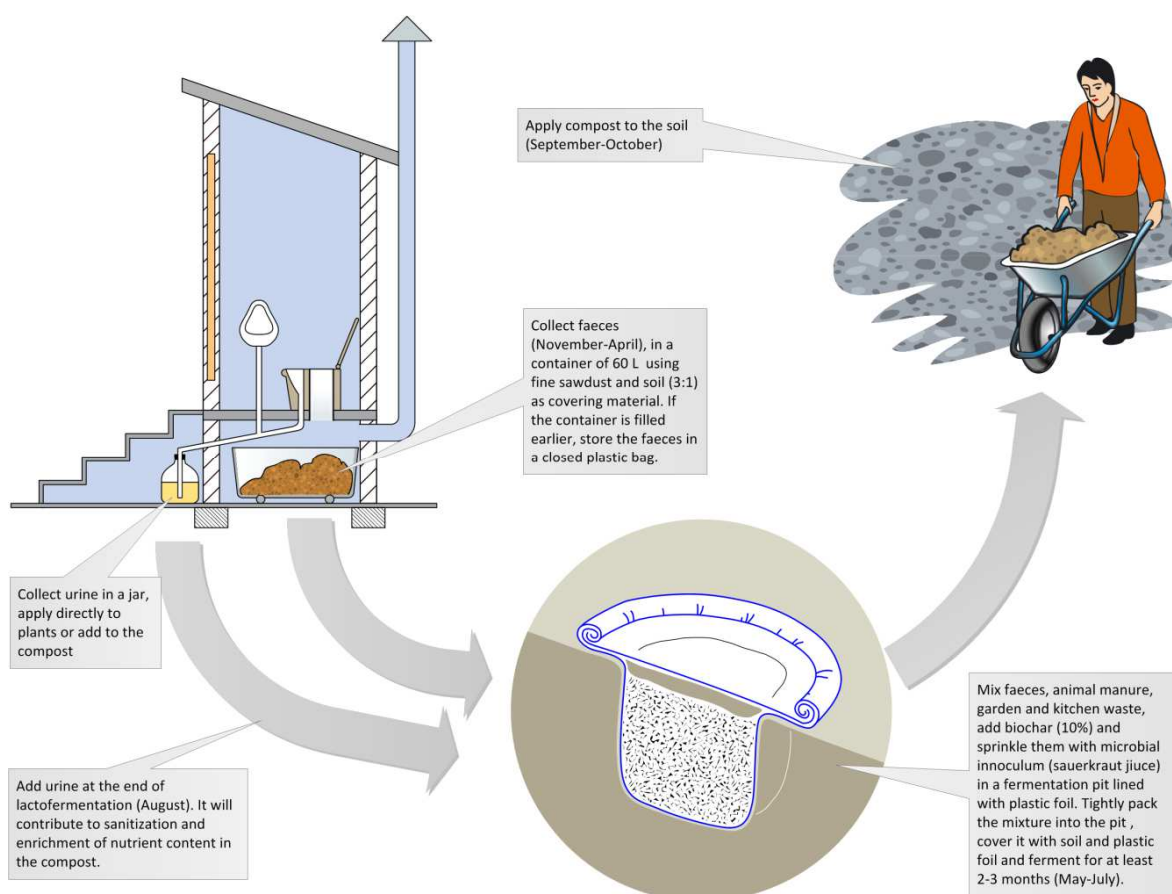 Apply compost to the soil
(September-October)
Collect faeces
(November-April), in a
container of 60 L using
fine sawdust and soil (3:1)
as covering material. If
the container is filled
earlier, store the faeces in
a closed plastic bag.
Collect urine in a jar,
apply directly to
plants or add to the
compost
Add urine at the end of
lactofermentation (August). It will
contribute to sanitization and
enrichment of nutrient content in
the compost.
Mix faeces, animal manure,
garden and kitchen waste,
add biochar (10%) and
sprinkle them with microbial
innoculum (sauerkraut jiuce)
in a fermentation pit lined
with plastic foil. Tightly pack
the mixture into the pit ,
cover it with soil and plastic
foil and ferment for at least
2-3 months (May-July).